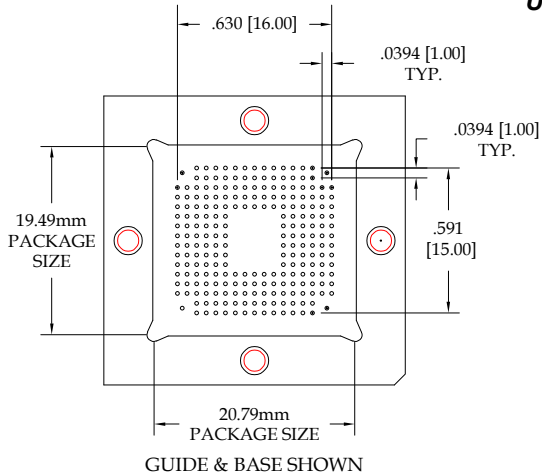 .630 [16.00]
.0394 [1.00]
TYP.
.0394 [1.00]
TYP.
19.49mm
PACKAGE
SIZE
.591
[15.00]
20.79mm
PACKAGE SIZE
GUIDE & BASE SHOWN